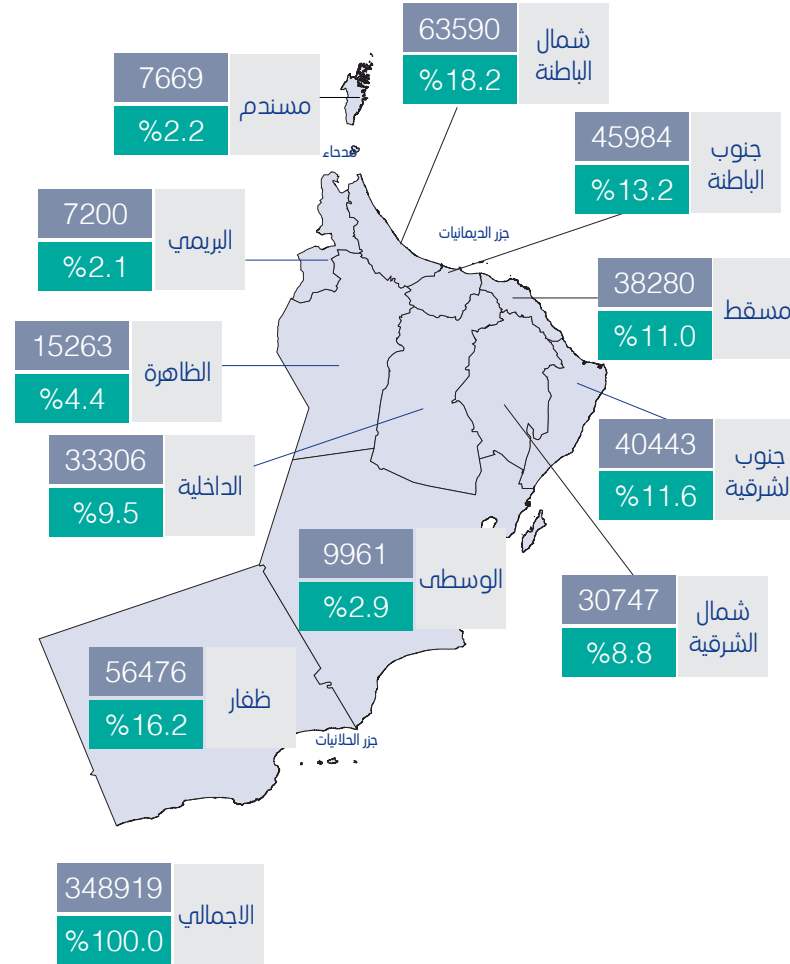 63590
%18.2
شمال
الباطنة
7669
%2.2
مسندم
مدحاء
45984
%13.2
جنوب
الباطنة
7200
%2.1
البريمي
جزر الديمانيات
38280
%11.0
مسقط
15263
%4.4
الظاهرة
40443
%11.6
جنوب
الشرقية
33306
%9.5
الداخلية
9961
%2.9
الوسطى
30747
%8.8
شمال
الشرقية
56476
%16.2
ظفار
جزر الحلانيات
348919
%100.0
الاجمالي